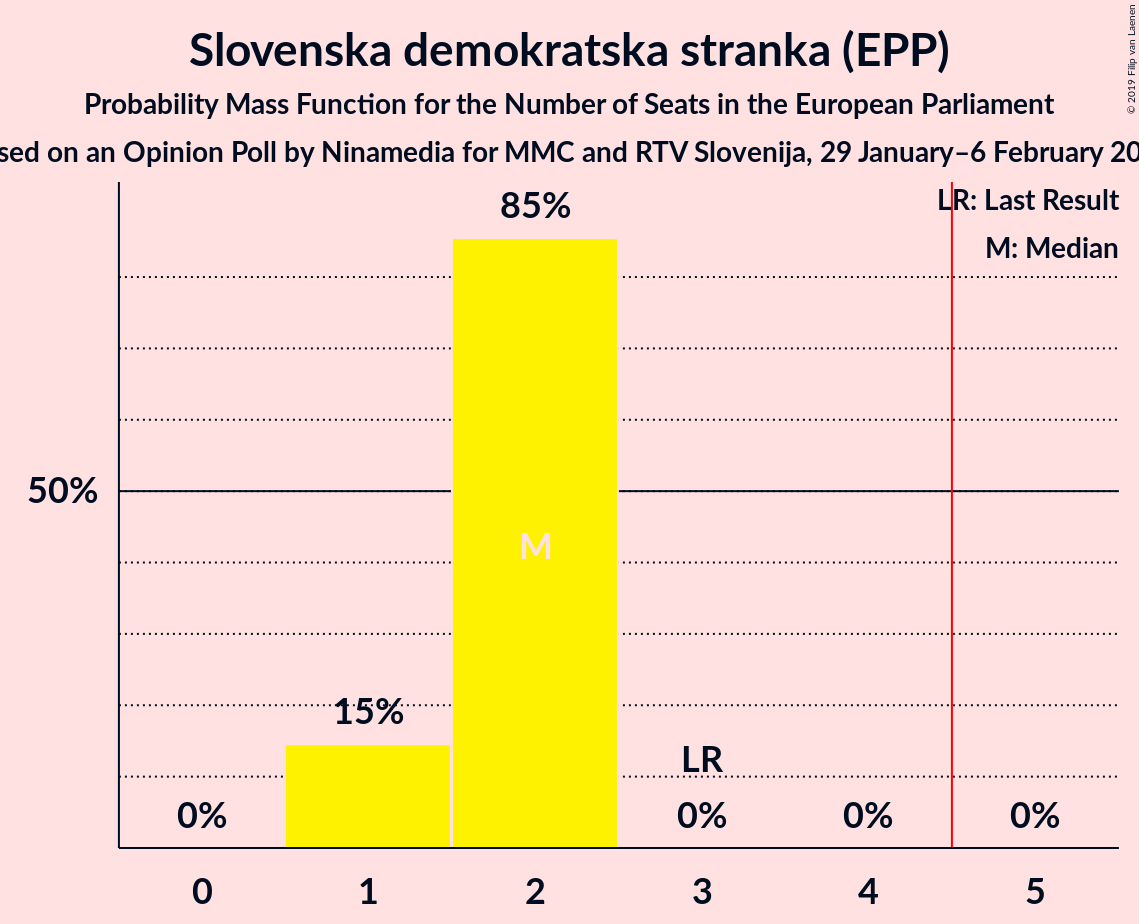 Slovenska demokratska stranka (EPP)
Probability Mass Function for the Number of Seats in the European Parliament
sed on an Opinion Poll by Ninamedia for MMC and RTV Slovenija, 29 January–6 February 20
© 2019 Filip van Laenen
LR: Last Result
M: Median
85%
50%
M
15%
LR
0%
0%
0%
0%
0 1 2 3 4 5